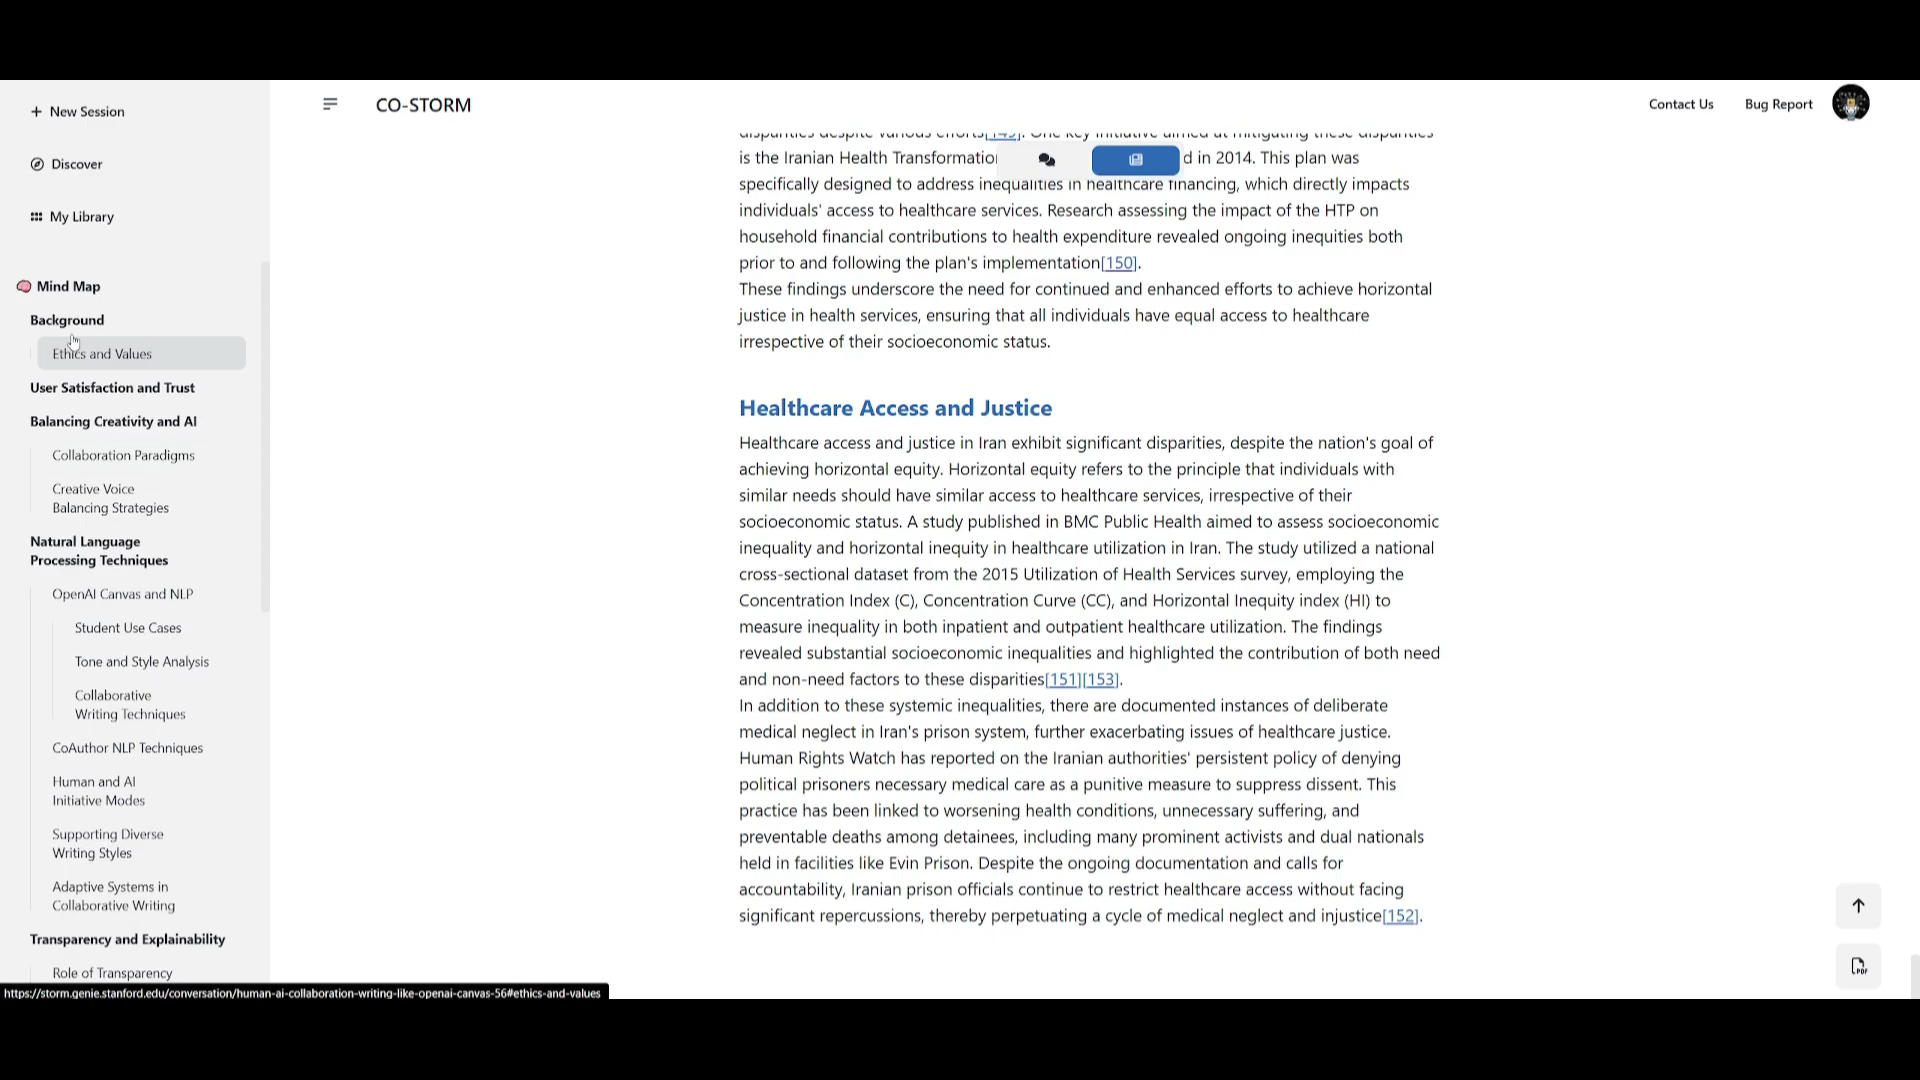 New Session
Discover
My Library
Mind Map
Background
Ethics and Values
User Satisfaction and Trust
Balancing Creativity and AI
Collaboration Paradigms
Creative Voice
Balancing Strategies
Natural Language
Processing Techniques
OpenAI Canvas and NLP
Student Use Cases
Tone and Style Analysis
Collaborative
Writing Techniques
CoAuthor NLP Techniques
Human and AI
Initiative Modes
Supporting Diverse
Writing Styles
Adaptive Systems in
Collaborative Writing
Transparency and Explainability
Role of Transparency
https://storm.genie.stanford.edu/conversation/human-ai-collaboration-writing-like-openai-canvas-56#ethics-and-values
CO-STORM
Contact Us
Bug Report
disparities despite various efforts[149]. One key initiative aimed at mitigating these disparities
is the Iranian Health Transformation d in 2014. This plan was
specifically designed to address inequalities in healthcare financing, which directly impacts
individuals' access to healthcare services. Research assessing the impact of the HTP on
household financial contributions to health expenditure revealed ongoing inequities both
prior to and following the plan's implementation[150].
These findings underscore the need for continued and enhanced efforts to achieve horizontal
justice in health services, ensuring that all individuals have equal access to healthcare
irrespective of their socioeconomic status.
Healthcare Access and Justice
Healthcare access and justice in Iran exhibit significant disparities, despite the nation's goal of
achieving horizontal equity. Horizontal equity refers to the principle that individuals with
similar needs should have similar access to healthcare services, irrespective of their
socioeconomic status. A study published in BMC Public Health aimed to assess socioeconomic
inequality and horizontal inequity in healthcare utilization in Iran. The study utilized a national
cross-sectional dataset from the 2015 Utilization of Health Services survey, employing the
Concentration Index (C), Concentration Curve (CC), and Horizontal Inequity index (HI) to
measure inequality in both inpatient and outpatient healthcare utilization. The findings
revealed substantial socioeconomic inequalities and highlighted the contribution of both need
and non-need factors to these disparities[151][153].
In addition to these systemic inequalities, there are documented instances of deliberate
medical neglect in Iran's prison system, further exacerbating issues of healthcare justice.
Human Rights Watch has reported on the Iranian authorities' persistent policy of denying
political prisoners necessary medical care as a punitive measure to suppress dissent. This
practice has been linked to worsening health conditions, unnecessary suffering, and
preventable deaths among detainees, including many prominent activists and dual nationals
held in facilities like Evin Prison. Despite the ongoing documentation and calls for
accountability, Iranian prison officials continue to restrict healthcare access without facing
significant repercussions, thereby perpetuating a cycle of medical neglect and injustice[152].
PDF